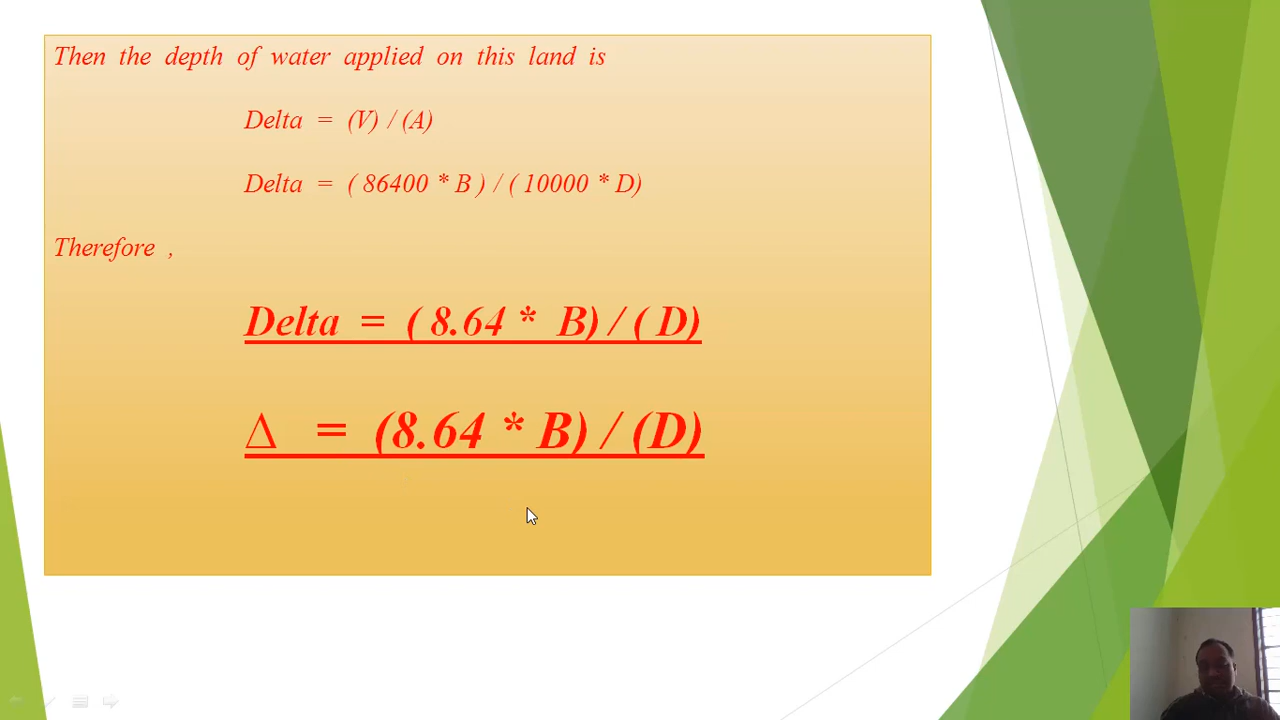 Then the depth of water applied on this land is
Delta = (V) / (A)
Delta = ( 86400 * B ) / ( 10000 * D)
Therefore ,
Delta = ( 8.64 * B) / ( D)
Δ = (8.64 * B) / (D)